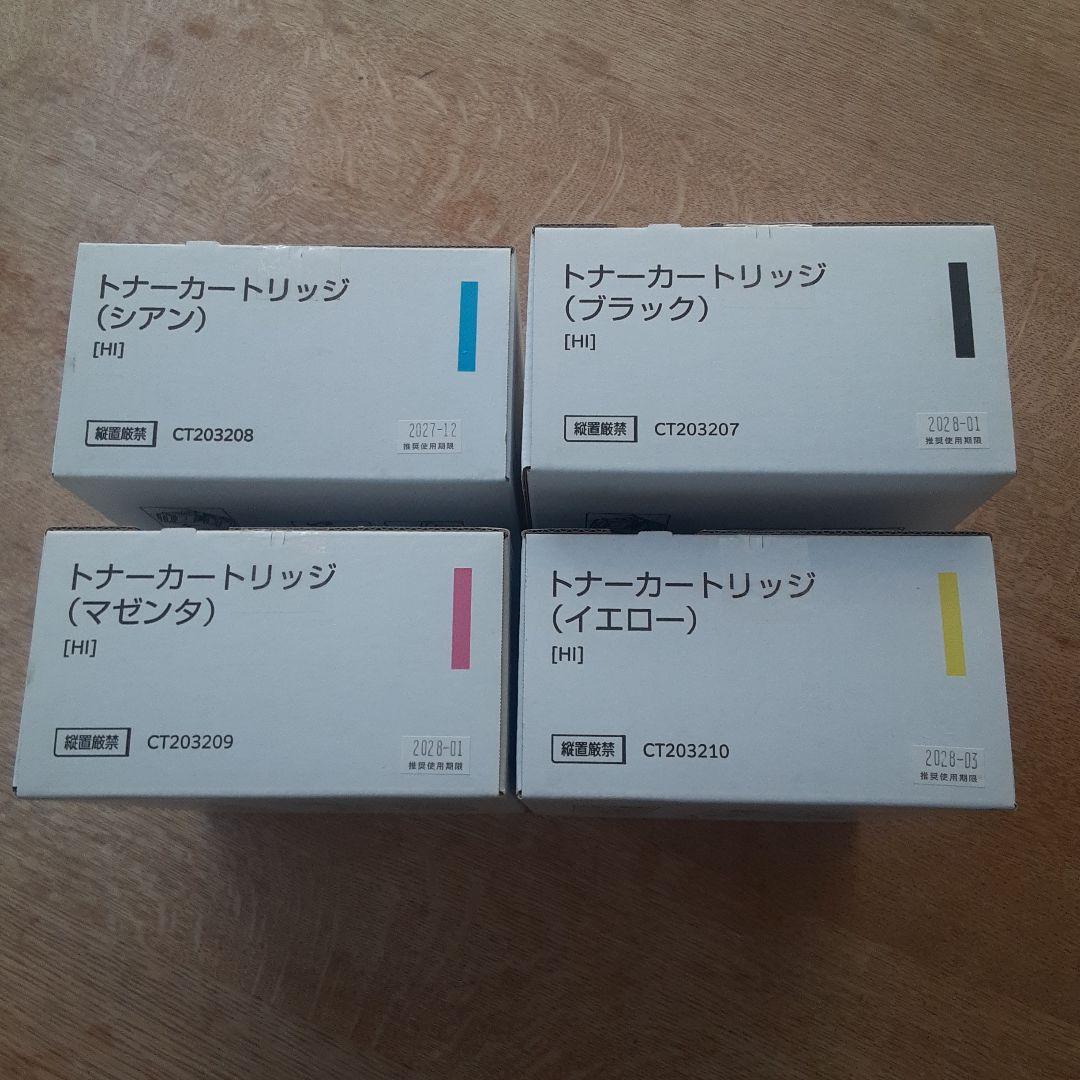 トナーカートリッジ
(シアン)
[HI]
縦置厳禁 CT203208
2027-12
推奨使用期限
トナーカートリッジ
(ブラック)
[HI]
縦置厳禁 CT203207
2028-01
推奨使用期限
トナーカートリッジ
(マゼンタ)
[HI]
縦置厳禁 CT203209
2028-01
推奨使用期限
トナーカートリッジ
(イエロー)
[HI]
縦置厳禁 CT203210
2028-03
推奨使用期限